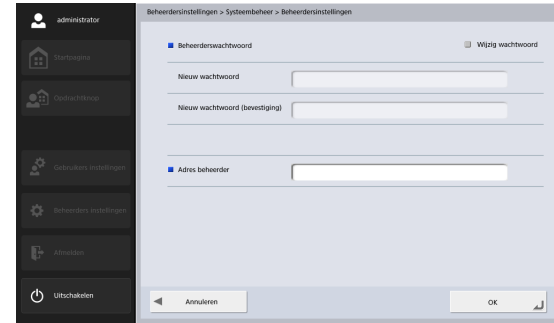 administrator
Beheerdersinstellingen > Systeembeheer > Beheerdersinstellingen
Startpagina
Opdrachtknop
Gebruikers instellingen
Beheerders instellingen
Afmelden
Uitschakelen
Beheerderswachtwoord
Wijzig wachtwoord
Nieuw wachtwoord
Nieuw wachtwoord (bevestiging)
Adres beheerder
Annuleren
OK